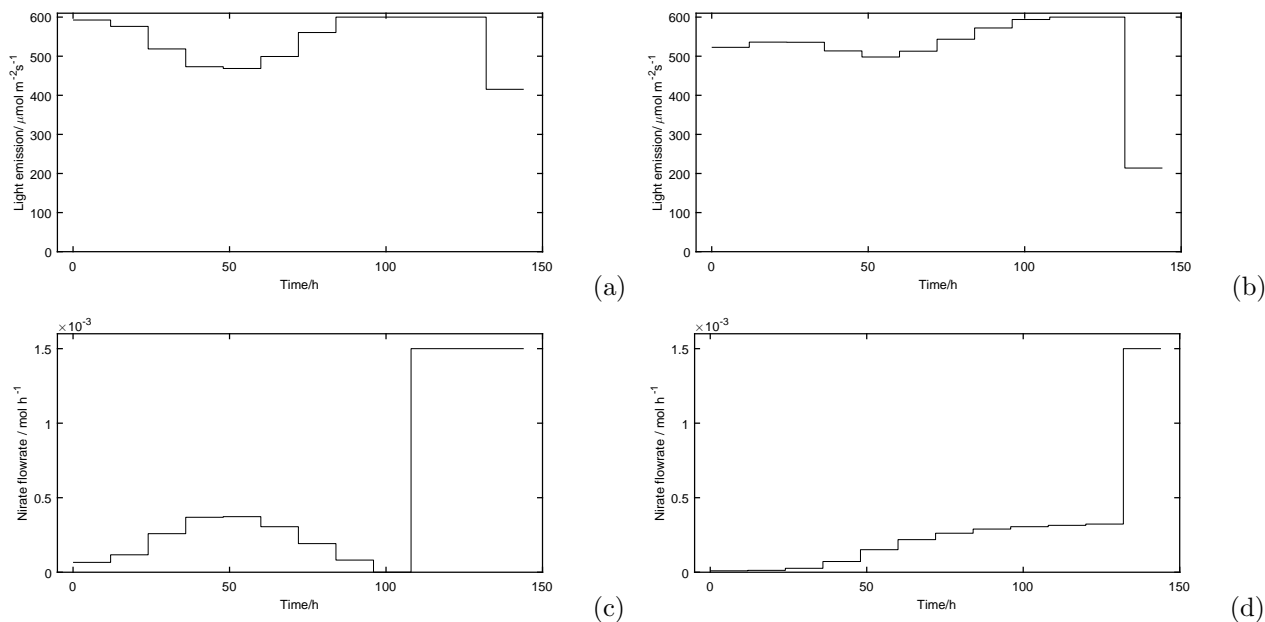 600
500
400
300
200
100
0
Light emission/ μmol m⁻²s⁻¹
0 50 100 150
Time/h
(a)
600
500
400
300
200
100
0
Light emission/ μmol m⁻²s⁻¹
0 50 100 150
Time/h
(b)
×10⁻³
1.5
1
0.5
0
Nirate flowrate / mol h⁻¹
0 50 100 150
Time/h
(c)
×10⁻³
1.5
1
0.5
0
Nirate flowrate / mol h⁻¹
0 50 100 150
Time/h
(d)